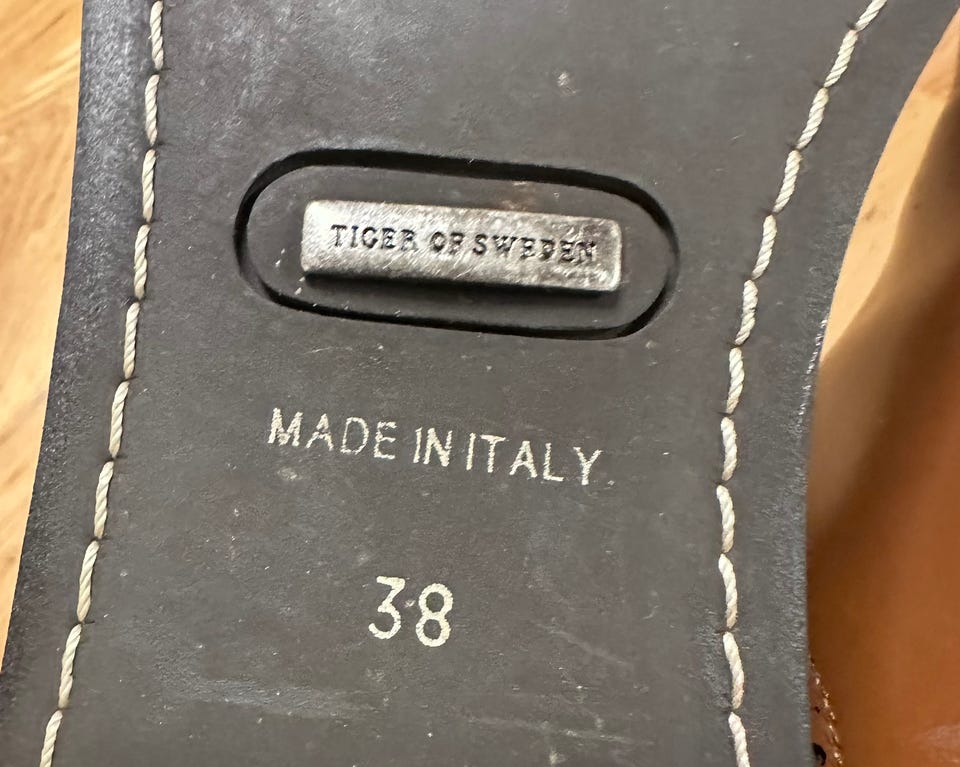 TIGER OF SWEDEN
MADE IN ITALY
38